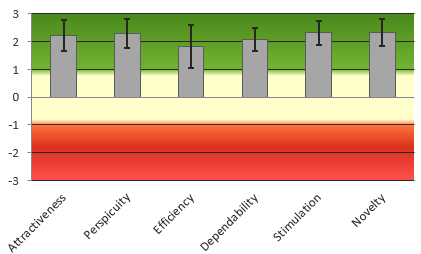 3
2
1
0
-1
-2
-3
Attractiveness
Perspicuity
Efficiency
Dependability
Stimulation
Novelty